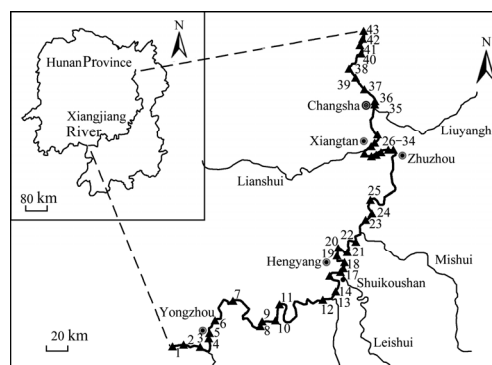 N
Hunan Province
Xiangjiang
River
80 km
N
43
42
41
40
38
39
37
36
35
Changsha
Liuyangh
Xiangtan
26-34
Zhuzhou
Lianshui
25
24
23
22
20
19
21
Mishui
Hengyang
18
17
Shuikoushan
14
13
12
Leishui
11
10
9
8
7
Yongzhou
6
5
4
3
2
1
20 km